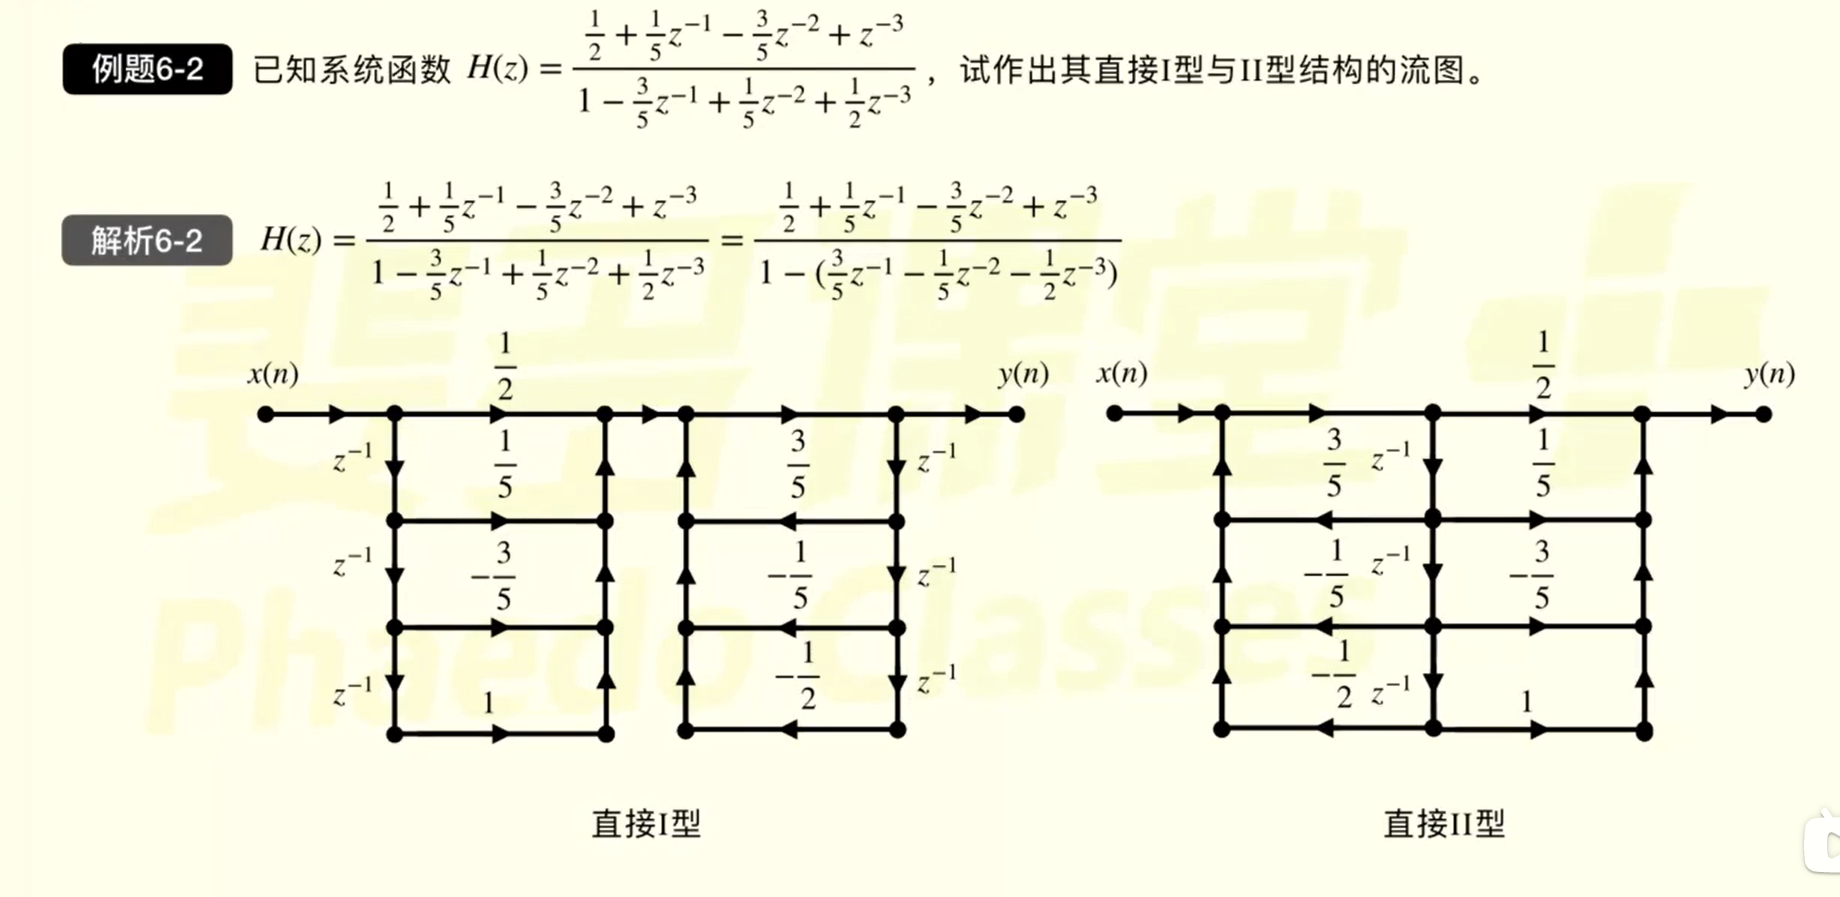 例题6-2 已知系统函数 H(z) = \frac{\frac{1}{2} + \frac{1}{5}z^{-1} - \frac{3}{5}z^{-2} + z^{-3}}{1 - \frac{3}{5}z^{-1} + \frac{1}{5}z^{-2} + \frac{1}{2}z^{-3}} ，试作出其直接I型与II型结构的流图。
解析6-2 H(z) = \frac{\frac{1}{2} + \frac{1}{5}z^{-1} - \frac{3}{5}z^{-2} + z^{-3}}{1 - \frac{3}{5}z^{-1} + \frac{1}{5}z^{-2} + \frac{1}{2}z^{-3}} = \frac{\frac{1}{2} + \frac{1}{5}z^{-1} - \frac{3}{5}z^{-2} + z^{-3}}{1 - (\frac{3}{5}z^{-1} - \frac{1}{5}z^{-2} - \frac{1}{2}z^{-3})}
x(n) \frac{1}{2} y(n)
z^{-1} \frac{1}{5} \frac{3}{5} z^{-1}
z^{-1} -\frac{3}{5} -\frac{1}{5} z^{-1}
z^{-1} 1 -\frac{1}{2} z^{-1}
直接I型
x(n) \frac{1}{2} y(n)
\frac{3}{5} z^{-1} \frac{1}{5}
-\frac{1}{5} z^{-1} -\frac{3}{5}
-\frac{1}{2} z^{-1} 1
直接II型
斐多课堂
Phaedo Classes